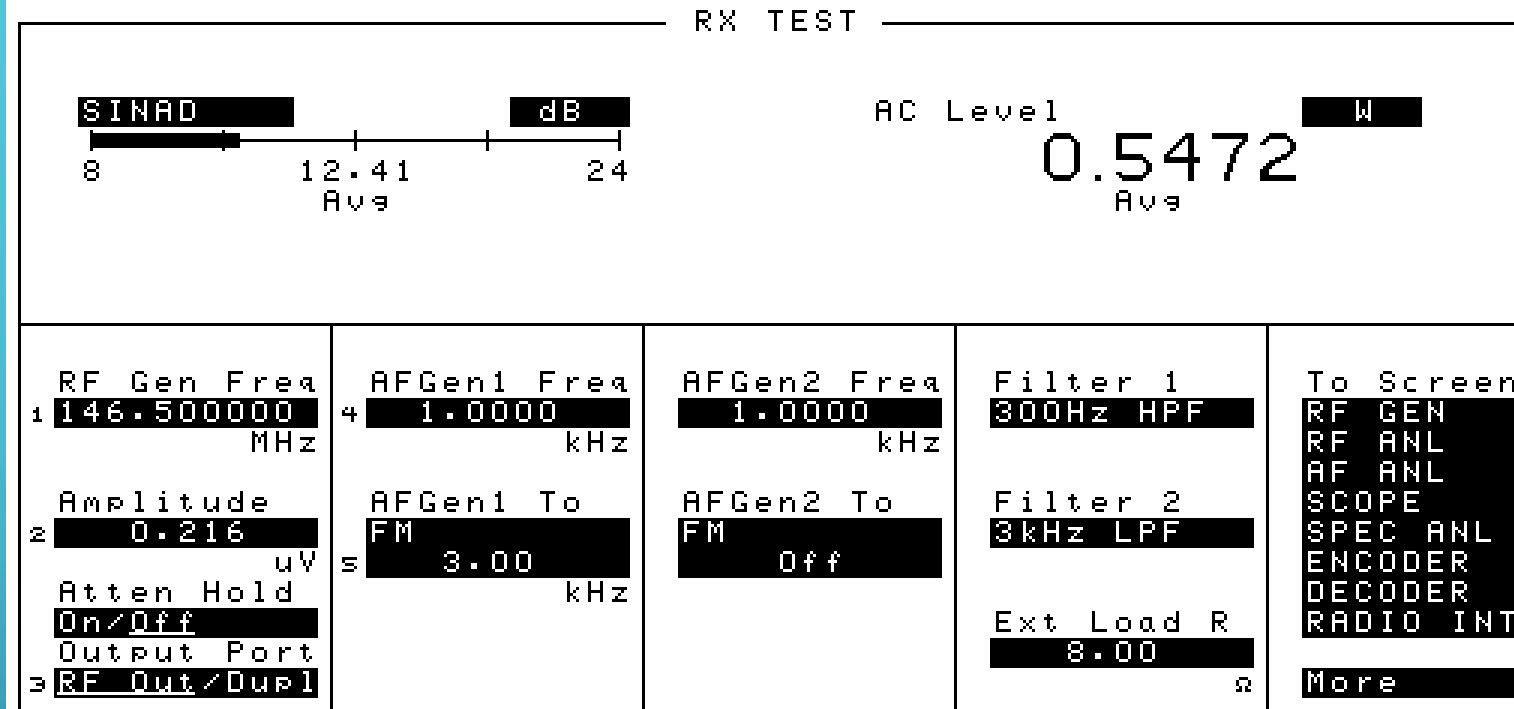 RX TEST
SINAD dB
8 12.41 24
Avg
AC Level W
0.5472
Avg
RF Gen Freq
1 146.500000
MHz
Amplitude
2 0.216
uV
Atten Hold
On/Off
Output Port
3 RF Out/Dupl
AFGen1 Freq
4 1.0000
kHz
AFGen1 To
FM
5 3.00
kHz
AFGen2 Freq
1.0000
kHz
AFGen2 To
FM
Off
Filter 1
300Hz HPF
Filter 2
3kHz LPF
Ext Load R
8.00
Ω
To Screen
RF GEN
RF ANL
AF ANL
SCOPE
SPEC ANL
ENCODER
DECODER
RADIO INT
More